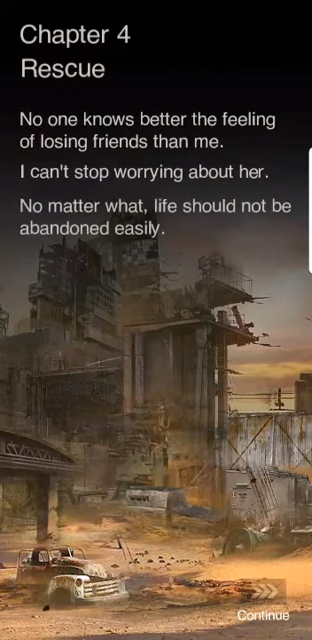 Chapter 4
Rescue
No one knows better the feeling
of losing friends than me.
I can't stop worrying about her.
No matter what, life should not be
abandoned easily.
Continue